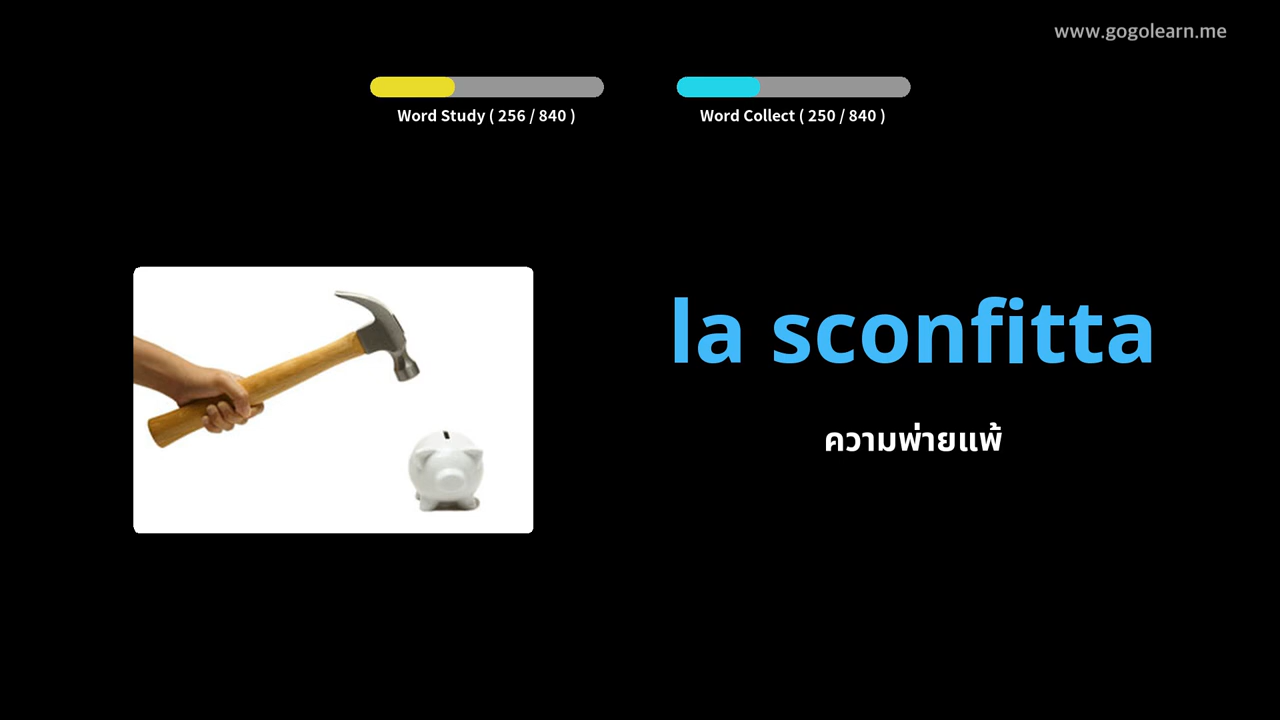 www.gogolearn.me
Word Study ( 256 / 840 )
Word Collect ( 250 / 840 )
la sconfitta
ความพ่ายแพ้